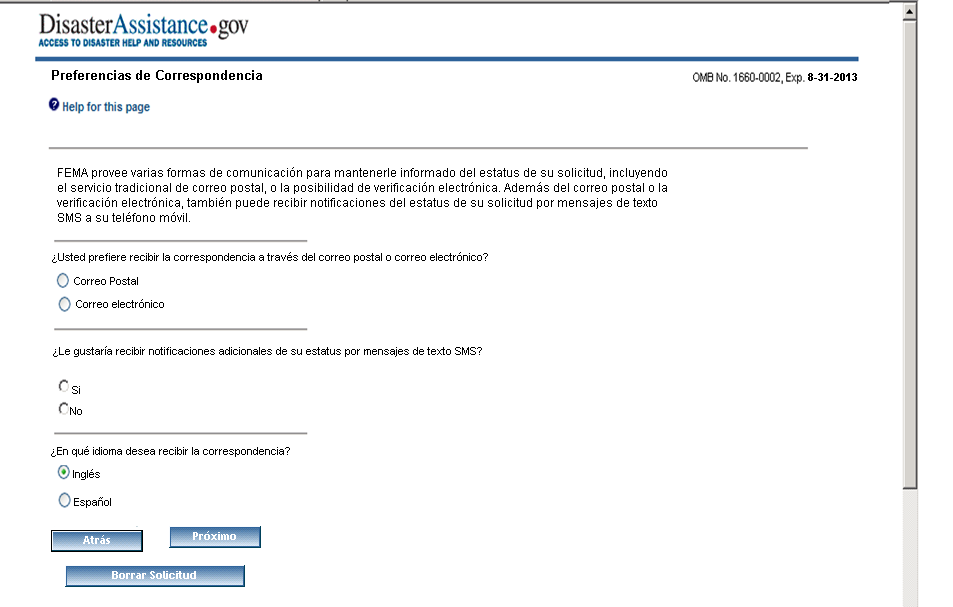 DisasterAssistance.gov
ACCESS TO DISASTER HELP AND RESOURCES
Preferencias de Correspondencia
OMB No. 1660-0002, Exp. 8-31-2013
? Help for this page
FEMA provee varias formas de comunicación para mantenerle informado del estatus de su solicitud, incluyendo
el servicio tradicional de correo postal, o la posibilidad de verificación electrónica. Además del correo postal o la
verificación electrónica, también puede recibir notificaciones del estatus de su solicitud por mensajes de texto
SMS a su teléfono móvil.
¿Usted prefiere recibir la correspondencia a través del correo postal o correo electrónico?
Correo Postal
Correo electrónico
¿Le gustaría recibir notificaciones adicionales de su estatus por mensajes de texto SMS?
Si
No
¿En qué idioma desea recibir la correspondencia?
Inglés
Español
Atrás
Próximo
Borrar Solicitud